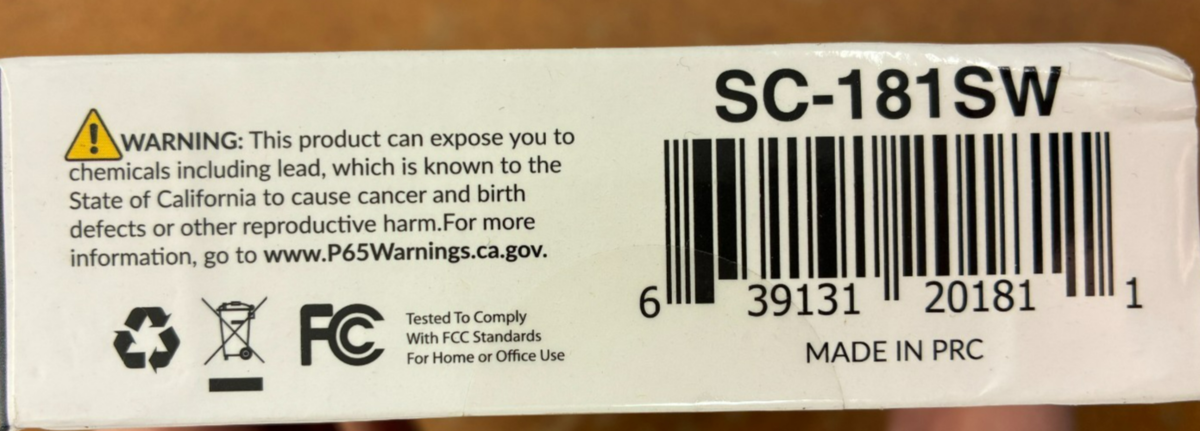 WARNING: This product can expose you to
chemicals including lead, which is known to the
State of California to cause cancer and birth
defects or other reproductive harm.For more
information, go to www.P65Warnings.ca.gov.
FC
Tested To Comply
With FCC Standards
For Home or Office Use
SC-181SW
6 39131 20181 1
MADE IN PRC